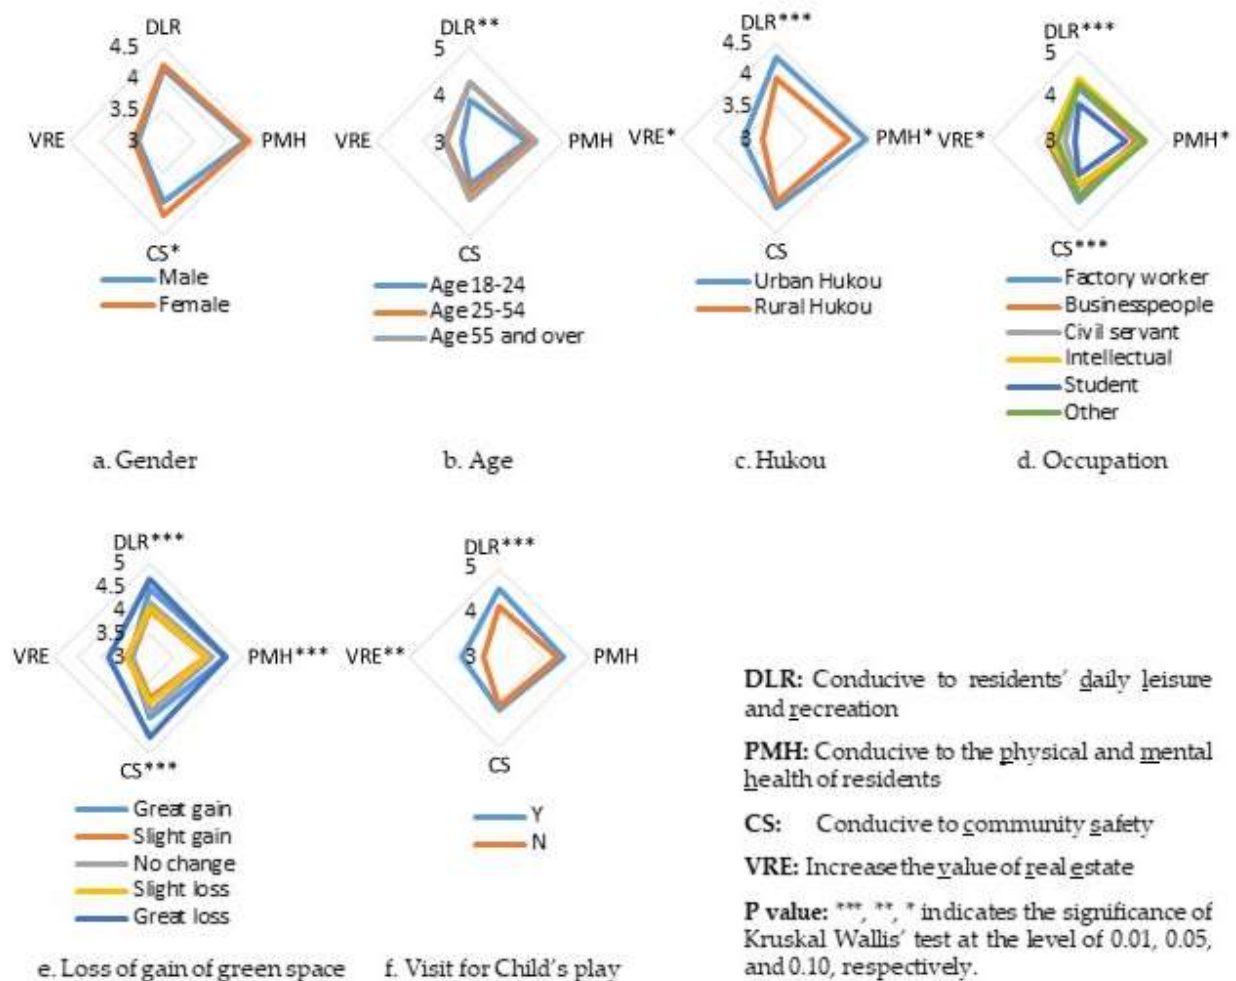 DLR
4.5
4
3.5
VRE
3
PMH
CS*
Male
Female
a. Gender
DLR**
5
4
VRE
3
PMH
CS
Age 18-24
Age 25-54
Age 55 and over
b. Age
DLR***
4.5
4
3.5
VRE*
3
PMH*
CS
Urban Hukou
Rural Hukou
c. Hukou
DLR***
5
4
VRE*
3
PMH*
CS***
Factory worker
Businesspeople
Civil servant
Intellectual
Student
Other
d. Occupation
DLR***
5
4.5
4
3.5
VRE
3
PMH***
CS***
Great gain
Slight gain
No change
Slight loss
Great loss
e. Loss of gain of green space
DLR***
5
4
VRE**
3
PMH
CS
Y
N
f. Visit for Child's play
DLR: Conducive to residents' daily leisure
and recreation
PMH: Conducive to the physical and mental
health of residents
CS: Conducive to community safety
VRE: Increase the value of real estate
P value: ***, **, * indicates the significance of
Kruskal Wallis' test at the level of 0.01, 0.05,
and 0.10, respectively.